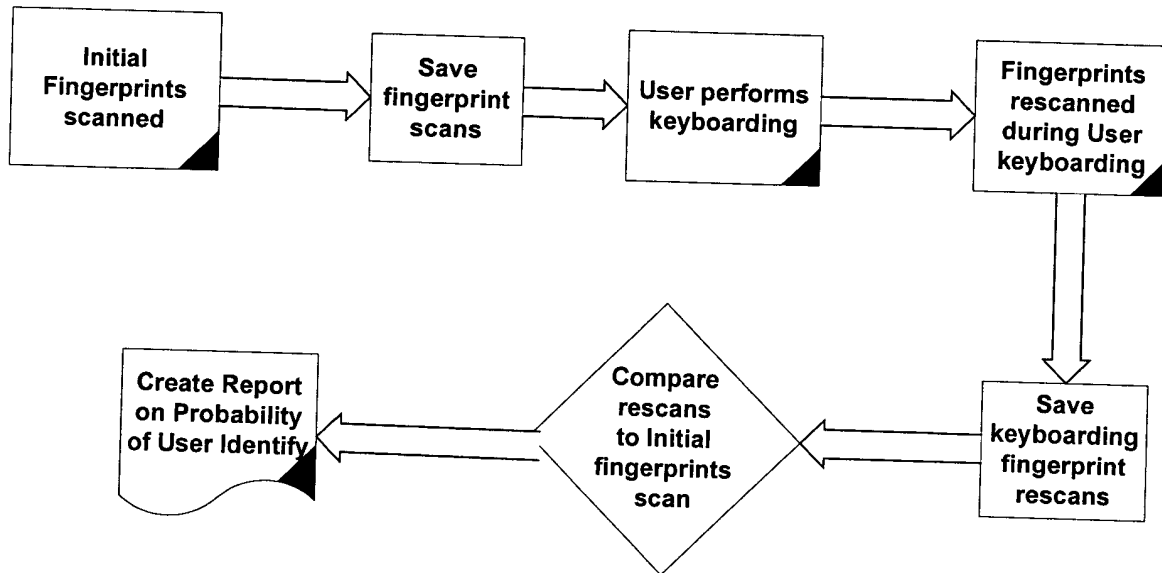 Initial
Fingerprints
scanned
Save
fingerprint
scans
User performs
keyboarding
Fingerprints
rescanned
during User
keyboarding
Save
keyboarding
fingerprint
rescans
Compare
rescans
to Initial
fingerprints
scan
Create Report
on Probability
of User Identify